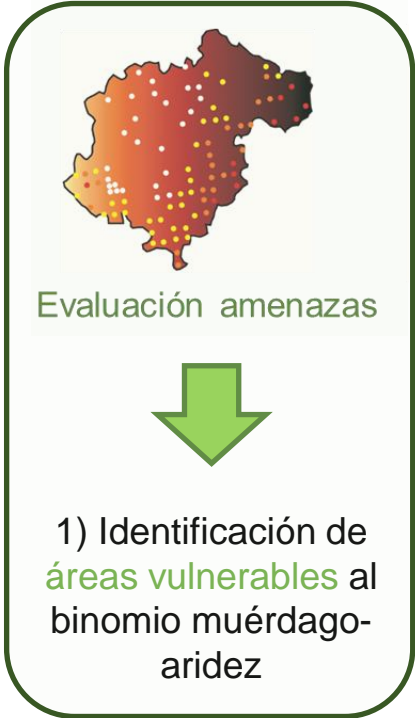 Evaluación amenazas
1) Identificación de
áreas vulnerables al
binomio muérdago-
aridez